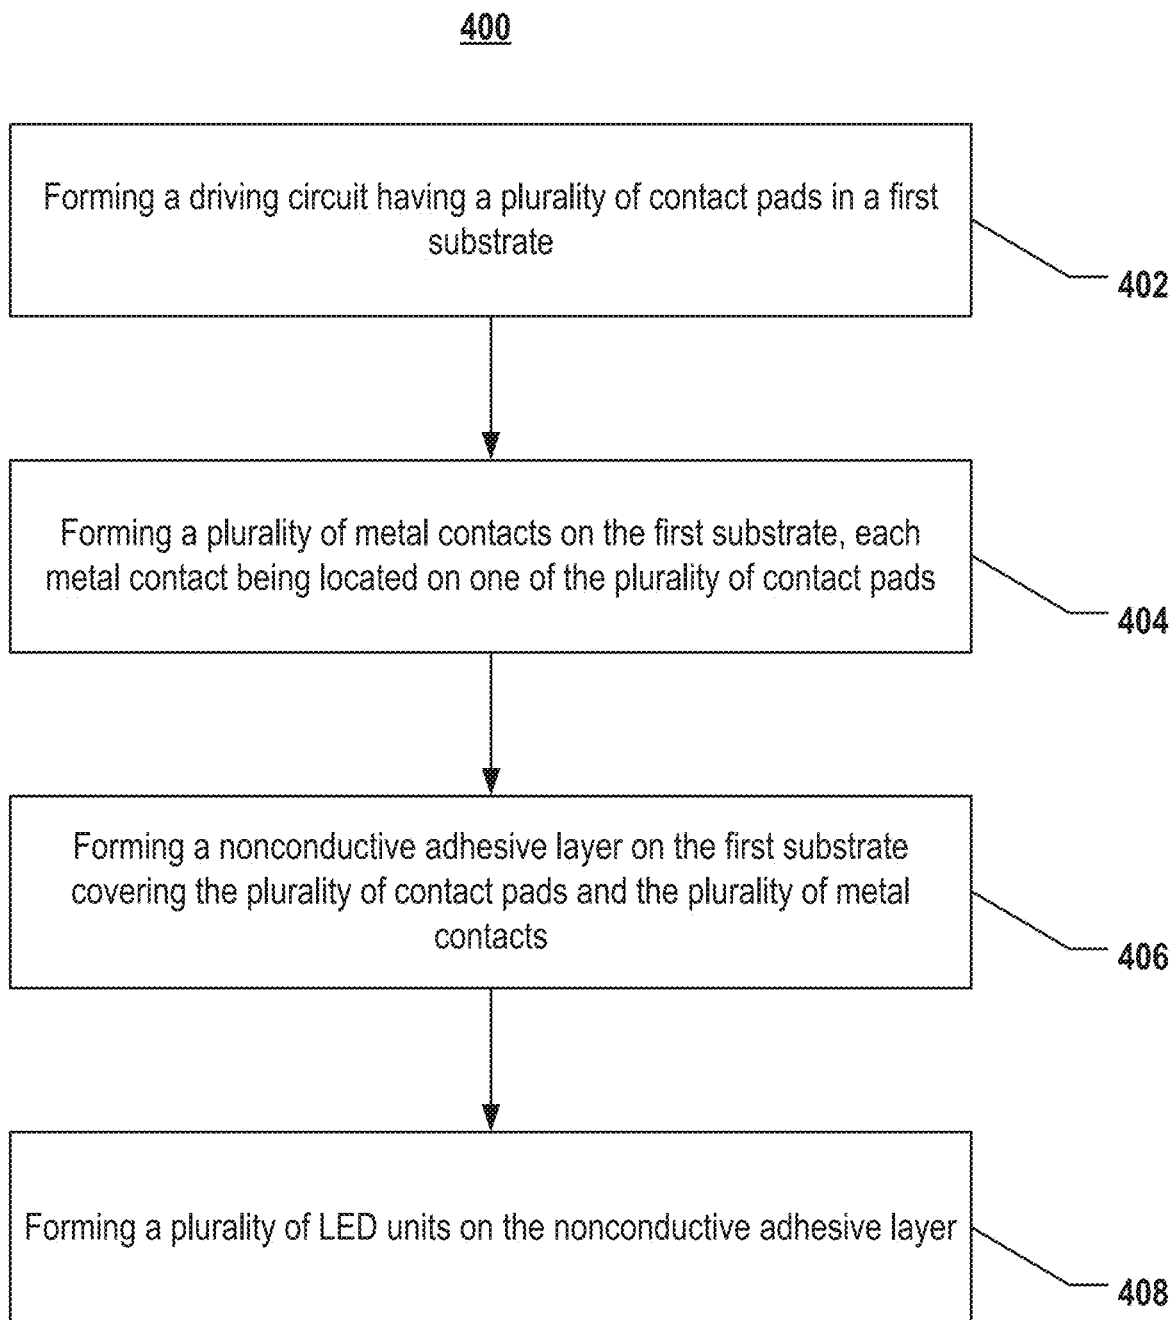 400
Forming a driving circuit having a plurality of contact pads in a first
substrate
402
Forming a plurality of metal contacts on the first substrate, each
metal contact being located on one of the plurality of contact pads
404
Forming a nonconductive adhesive layer on the first substrate
covering the plurality of contact pads and the plurality of metal
contacts
406
Forming a plurality of LED units on the nonconductive adhesive layer
408